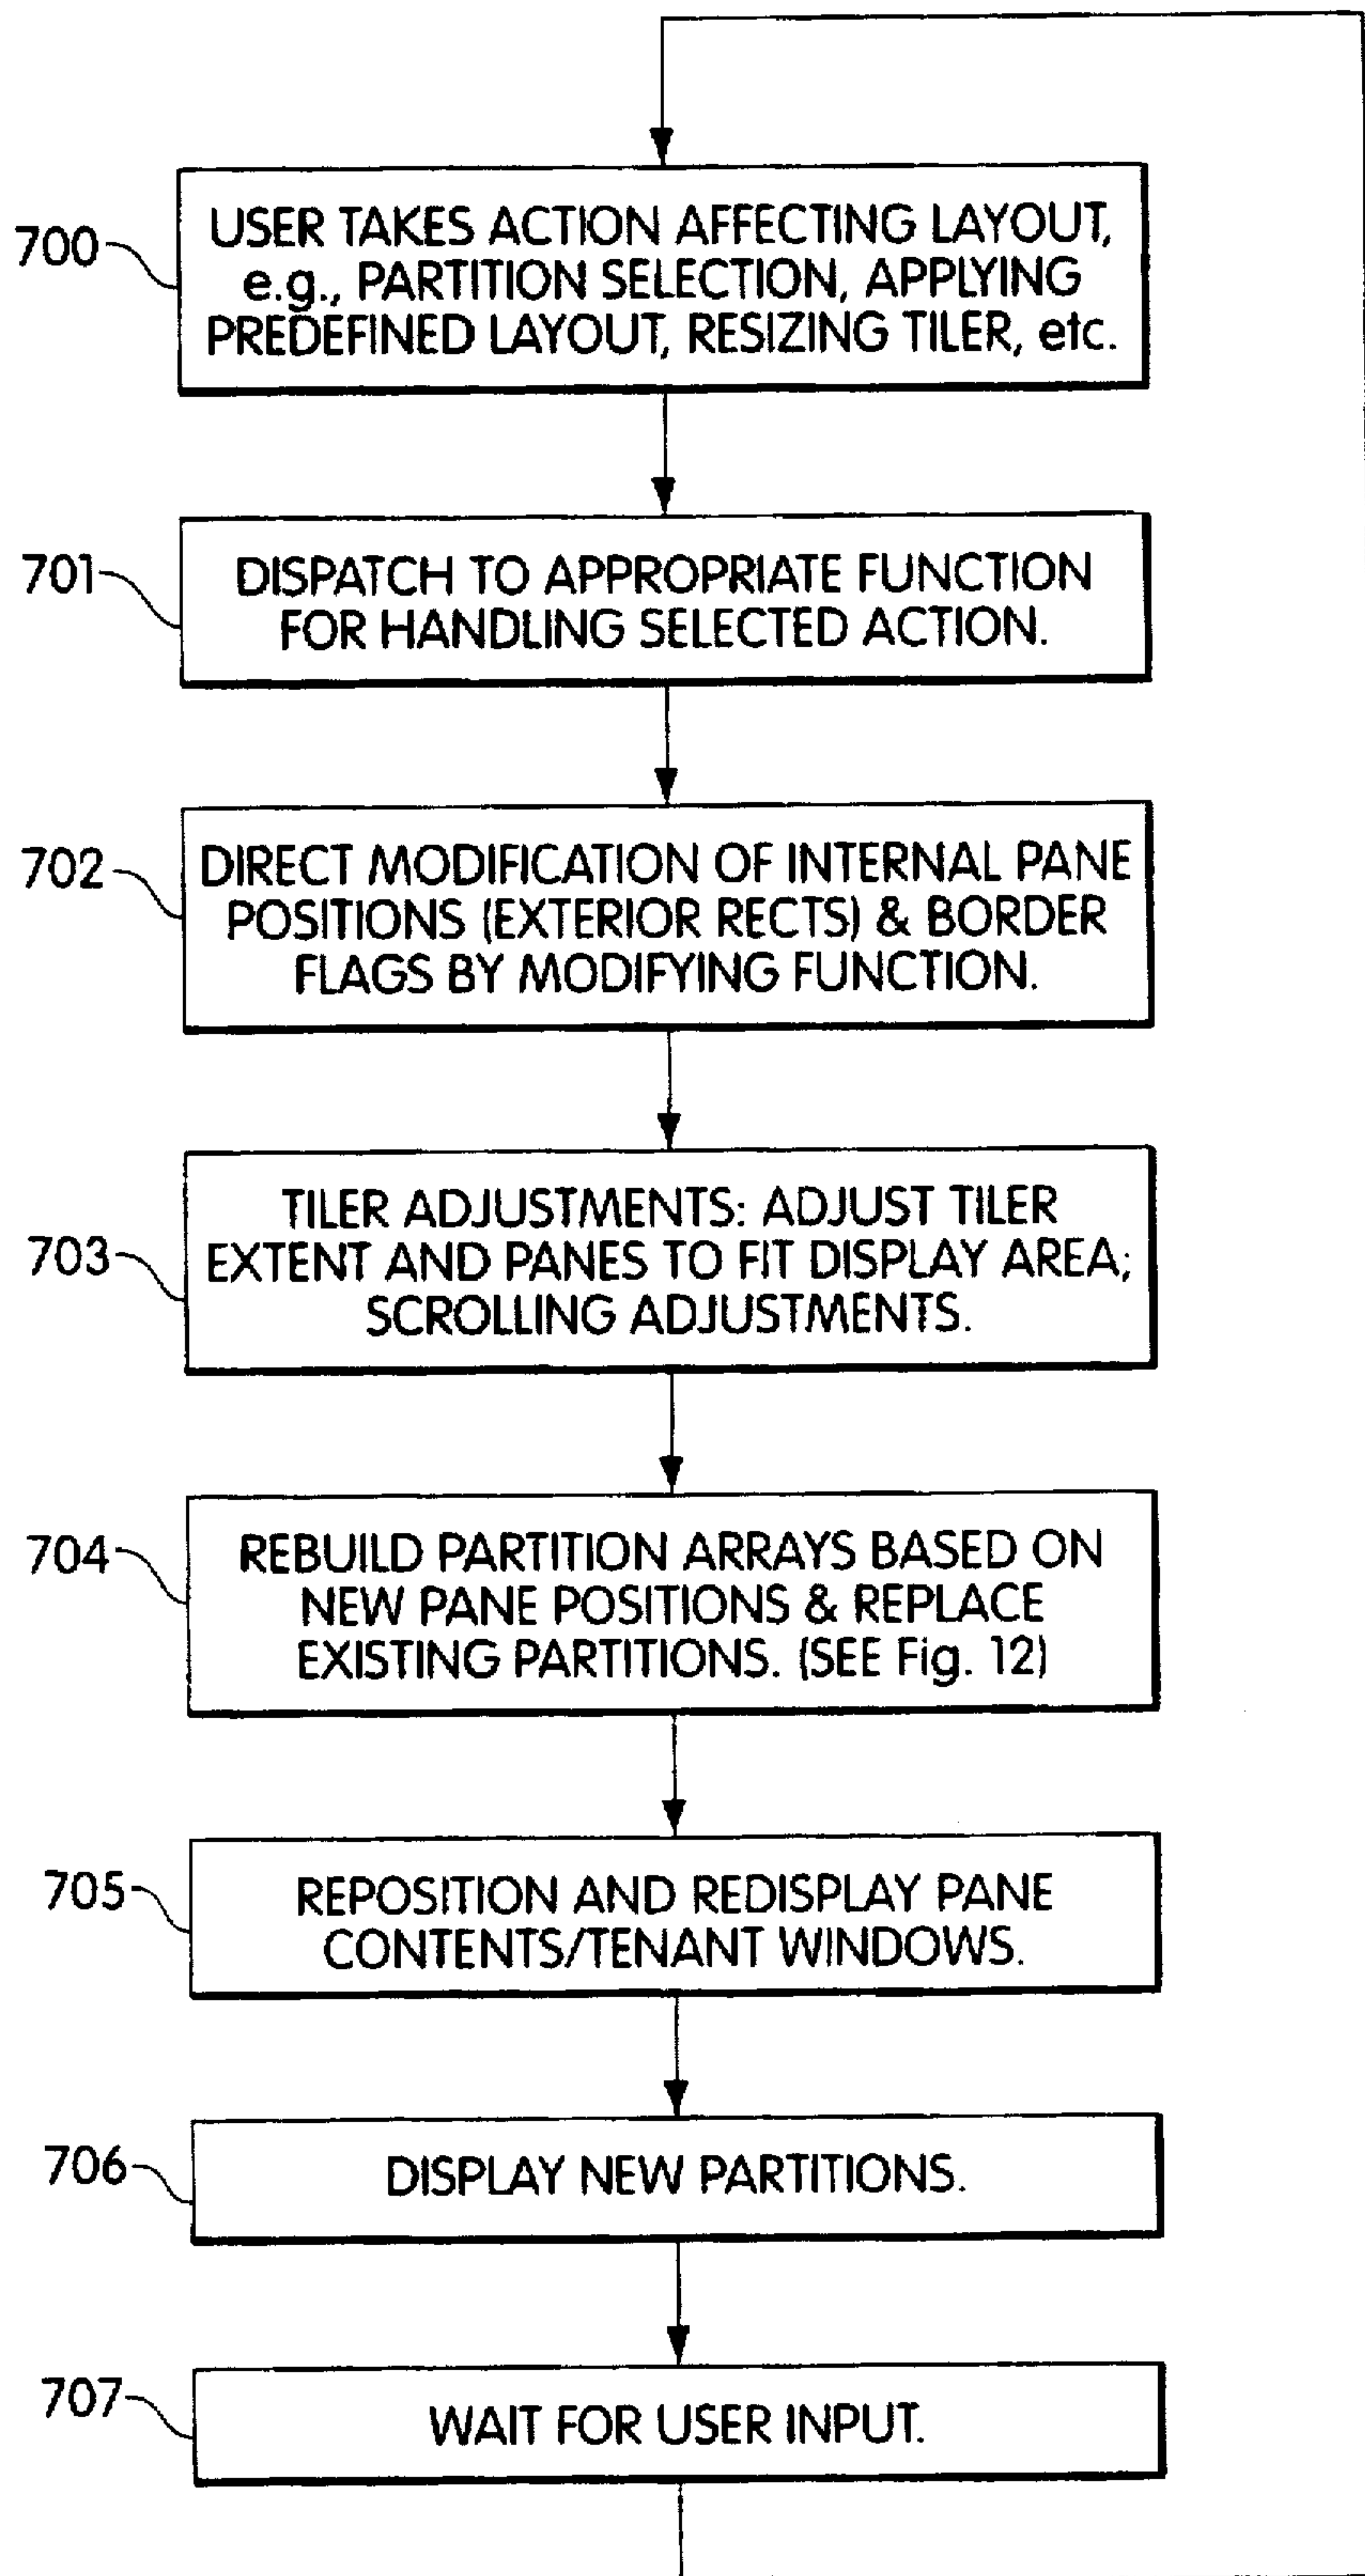 700
USER TAKES ACTION AFFECTING LAYOUT,
e.g., PARTITION SELECTION, APPLYING
PREDEFINED LAYOUT, RESIZING TILER, etc.
701
DISPATCH TO APPROPRIATE FUNCTION
FOR HANDLING SELECTED ACTION.
702
DIRECT MODIFICATION OF INTERNAL PANE
POSITIONS (EXTERIOR RECTS) & BORDER
FLAGS BY MODIFYING FUNCTION.
703
TILER ADJUSTMENTS: ADJUST TILER
EXTENT AND PANES TO FIT DISPLAY AREA;
SCROLLING ADJUSTMENTS.
704
REBUILD PARTITION ARRAYS BASED ON
NEW PANE POSITIONS & REPLACE
EXISTING PARTITIONS. (SEE Fig. 12)
705
REPOSITION AND REDISPLAY PANE
CONTENTS/TENANT WINDOWS.
706
DISPLAY NEW PARTITIONS.
707
WAIT FOR USER INPUT.